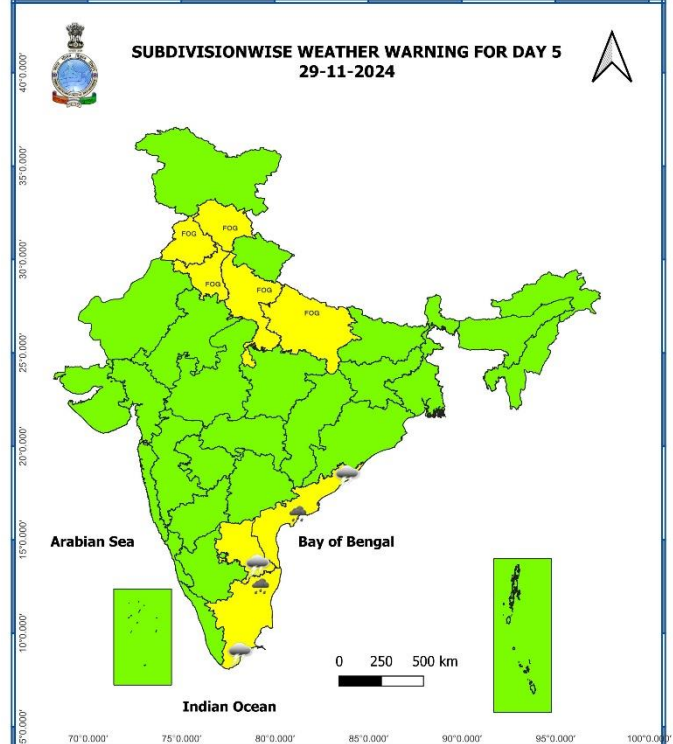 SUBDIVISIONWISE WEATHER WARNING FOR DAY 5
29-11-2024
40°0.000'
35°0.000'
FOG
FOG
30°0.000'
FOG
FOG
FOG
25°0.000'
20°0.000'
15°0.000'
Arabian Sea
Bay of Bengal
10°0.000'
0 250 500 km
Indian Ocean
5°0.000'
70°0.000' 75°0.000' 80°0.000' 85°0.000' 90°0.000' 95°0.000' 100°0.000'